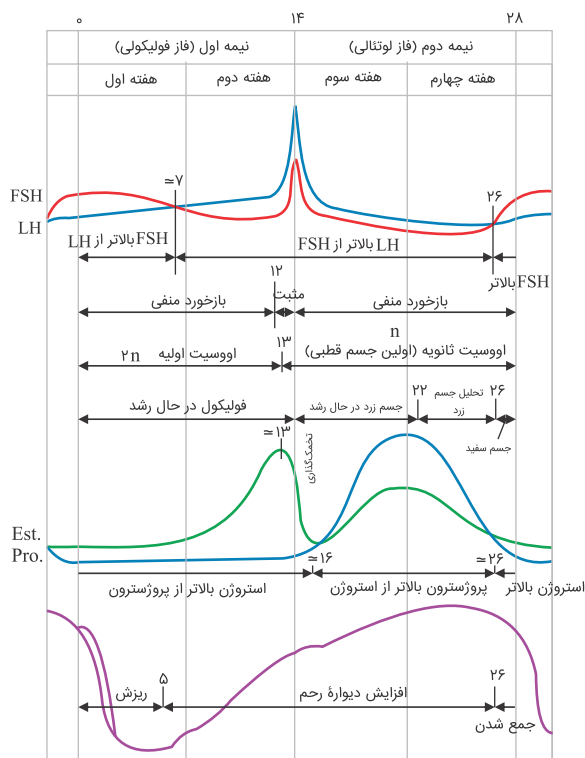 ۰ ۱۴ ۲۸
نیمه اول (فاز فولیکولی) نیمه دوم (فاز لوتئالی)
هفته اول هفته دوم هفته سوم هفته چهارم
≃۷ ۲۶
FSH
LH
FSH بالاتر از LH
LH بالاتر از FSH
FSH بالاتر
۱۲
بازخورد منفی مثبت بازخورد منفی
۱۳
اووسیت اولیه ۲n
n
اووسیت ثانویه (اولین جسم قطبی)
فولیکول در حال رشد
جسم زرد در حال رشد
۲۲
تحلیل جسم
زرد
۲۶
جسم سفید
≃۱۳
تخمک‌گذاری
Est.
Pro.
≃۱۶ ≃۲۶
استروژن بالاتر از پروژسترون
پروژسترون بالاتر از استروژن
استروژن بالاتر
۵ ۲۶
ریزش
افزایش دیوارهٔ رحم
جمع شدن